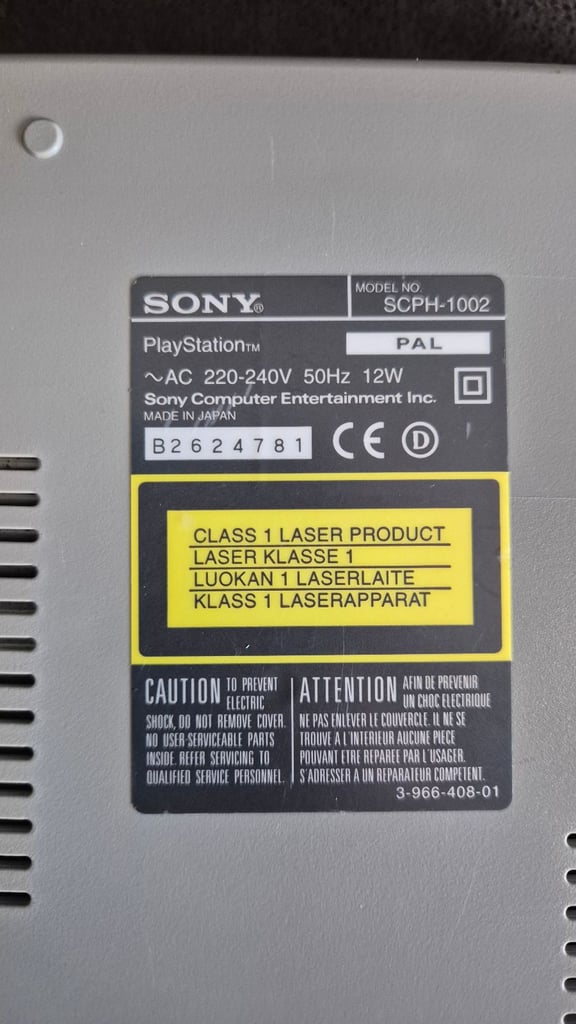 SONY®
MODEL NO.
SCPH-1002
PlayStation™
PAL
~AC 220-240V 50Hz 12W
Sony Computer Entertainment Inc.
MADE IN JAPAN
B2624781
CE D
CLASS 1 LASER PRODUCT
LASER KLASSE 1
LUOKAN 1 LASERLAITE
KLASS 1 LASERAPPARAT
CAUTION TO PREVENT
ELECTRIC
SHOCK, DO NOT REMOVE COVER.
NO USER-SERVICEABLE PARTS
INSIDE. REFER SERVICING TO
QUALIFIED SERVICE PERSONNEL.
ATTENTION AFIN DE PREVENIR
UN CHOC ELECTRIQUE
NE PAS ENLEVER LE COUVERCLE. IL NE SE
TROUVE A L'INTERIEUR AUCUNE PIECE
POUVANT ETRE REPAREE PAR L'USAGER.
S'ADRESSER A UN REPARATEUR COMPETENT.
3-966-408-01